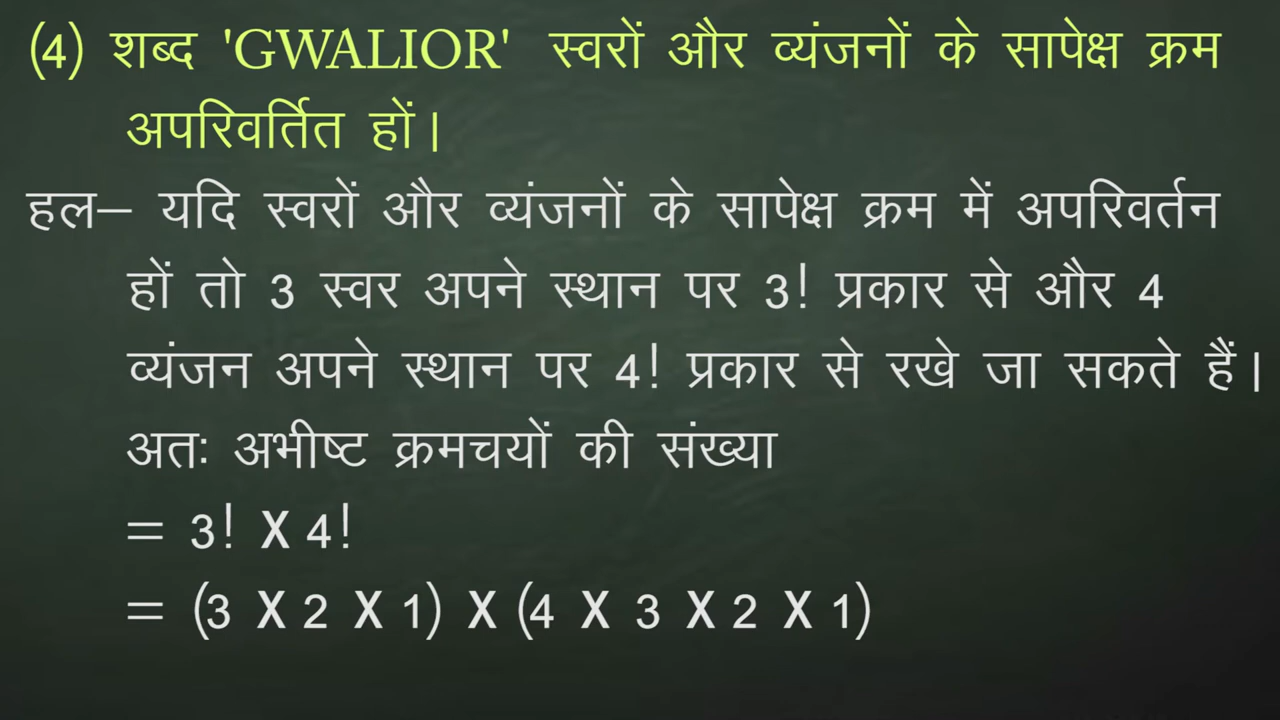 (4) शब्द 'GWALIOR' स्वरों और व्यंजनों के सापेक्ष क्रम
अपरिवर्तित हों।
हल– यदि स्वरों और व्यंजनों के सापेक्ष क्रम में अपरिवर्तन
हों तो 3 स्वर अपने स्थान पर 3! प्रकार से और 4
व्यंजन अपने स्थान पर 4! प्रकार से रखे जा सकते हैं।
अतः अभीष्ट क्रमचयों की संख्या
= 3! X 4!
= (3 X 2 X 1) X (4 X 3 X 2 X 1)